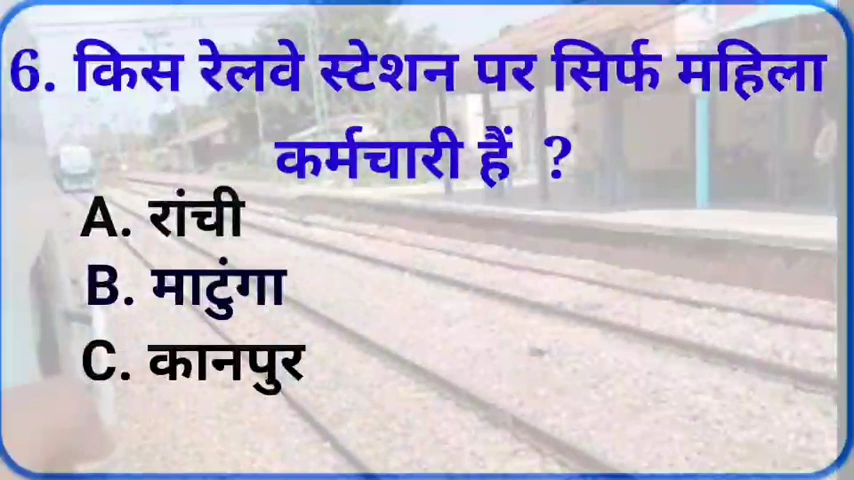 6. किस रेलवे स्टेशन पर सिर्फ महिला
कर्मचारी हैं ?
A. रांची
B. माटुंगा
C. कानपुर